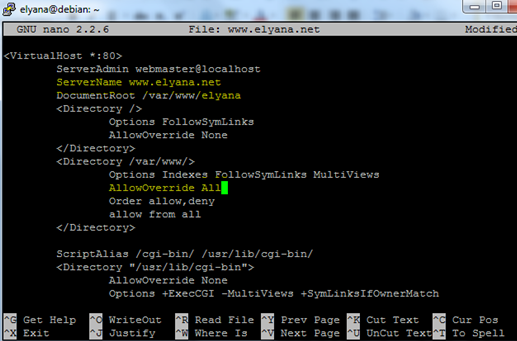 elyana@debian: ~
GNU nano 2.2.6 File: www.elyana.net Modified
<VirtualHost *:80>
ServerAdmin webmaster@localhost
ServerName www.elyana.net
DocumentRoot /var/www/elyana
<Directory />
Options FollowSymLinks
AllowOverride None
</Directory>
<Directory /var/www/>
Options Indexes FollowSymLinks MultiViews
AllowOverride All
Order allow,deny
allow from all
</Directory>
ScriptAlias /cgi-bin/ /usr/lib/cgi-bin/
<Directory "/usr/lib/cgi-bin">
AllowOverride None
Options +ExecCGI -MultiViews +SymLinksIfOwnerMatch
^G Get Help ^O WriteOut ^R Read File ^Y Prev Page ^K Cut Text ^C Cur Pos
^X Exit ^J Justify ^W Where Is ^V Next Page ^U UnCut Text ^T To Spell